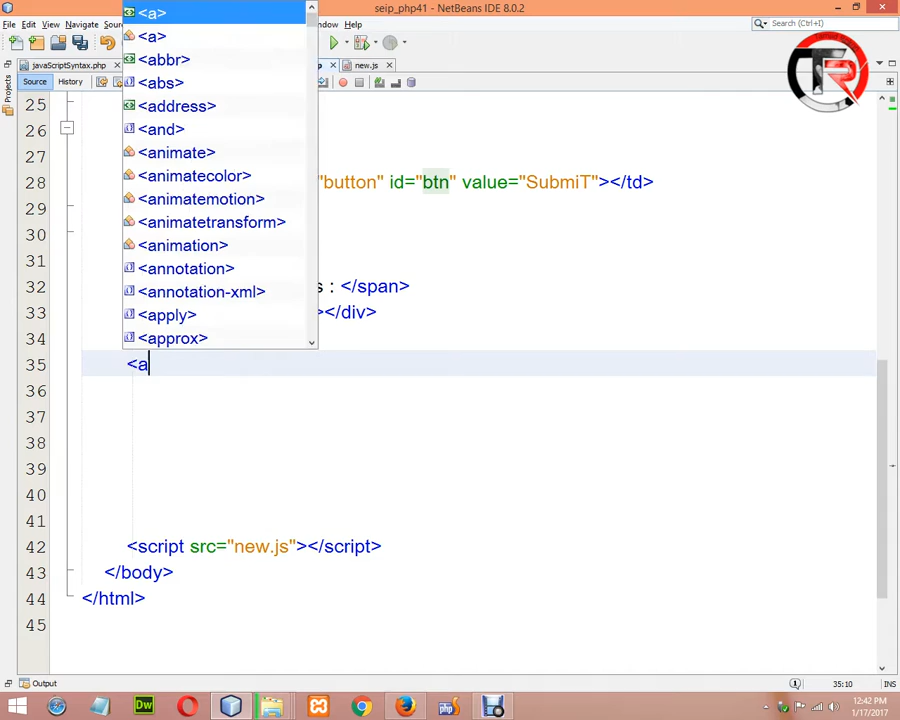 seip_php41 - NetBeans IDE 8.0.2
File Edit View Navigate Window Help
Search (Ctrl+I)
javaScriptSyntax.php new.js
Projects
Source History
<a>
<a>
<abbr>
<abs>
<address>
<and>
<animate>
<animatecolor>
<animatemotion>
<animatetransform>
<animation>
<annotation>
<annotation-xml>
<apply>
<approx>
25
26
27
28 "button" id="btn" value="SubmiT"></td>
29
30
31
32 s : </span>
33 ></div>
34
35 <a
36
37
38
39
40
41
42 <script src="new.js"></script>
43 </body>
44 </html>
45
Output
35:10 INS
12:42 PM
1/17/2017